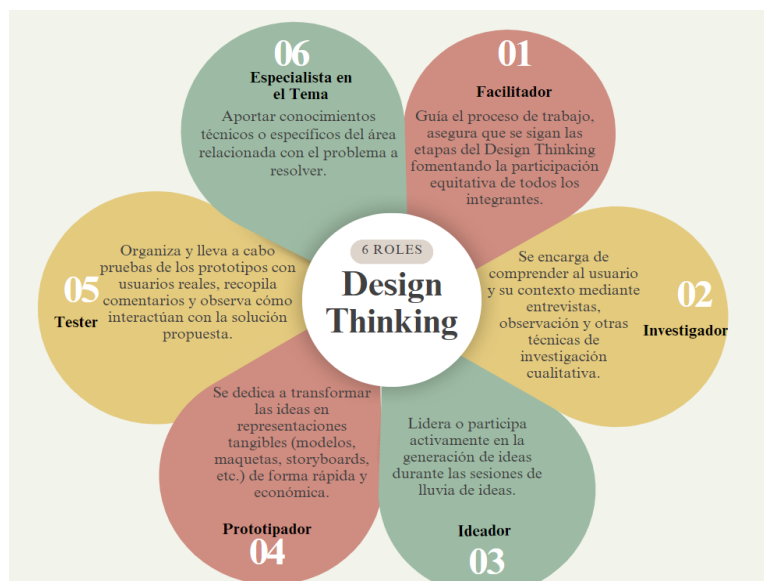 6 ROLES
Design
Thinking
01
Facilitador
Guía el proceso de trabajo,
asegura que se sigan las
etapas del Design Thinking
fomentando la participación
equitativa de todos los
integrantes.
Se encarga de
comprender al usuario
y su contexto mediante
entrevistas,
observación y otras
técnicas de
investigación
cualitativa.
02
Investigador
Lidera o participa
activamente en la
generación de ideas
durante las sesiones de
lluvia de ideas.
Ideador
03
Se dedica a transformar
las ideas en
representaciones
tangibles (modelos,
maquetas, storyboards,
etc.) de forma rápida y
económica.
Prototipador
04
Organiza y lleva a cabo
pruebas de los prototipos con
usuarios reales, recopila
comentarios y observa cómo
interactúan con la solución
propuesta.
05
Tester
06
Especialista en
el Tema
Aportar conocimientos
técnicos o específicos del área
relacionada con el problema a
resolver.